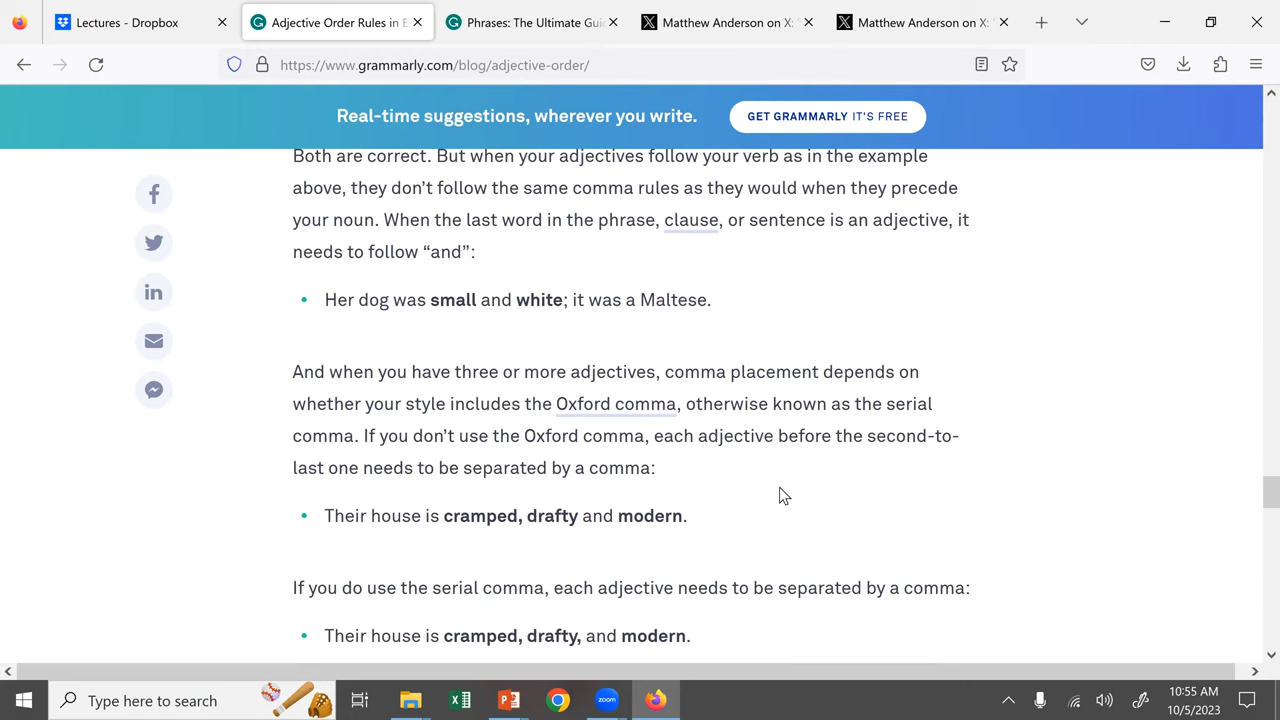 Lectures - Dropbox
Adjective Order Rules in E
Phrases: The Ultimate Gui
Matthew Anderson on X: "
Matthew Anderson on X: "
https://www.grammarly.com/blog/adjective-order/
Real-time suggestions, wherever you write.
GET GRAMMARLY IT'S FREE
Both are correct. But when your adjectives follow your verb as in the example
above, they don’t follow the same comma rules as they would when they precede
your noun. When the last word in the phrase, clause, or sentence is an adjective, it
needs to follow “and”:
• Her dog was small and white; it was a Maltese.
And when you have three or more adjectives, comma placement depends on
whether your style includes the Oxford comma, otherwise known as the serial
comma. If you don’t use the Oxford comma, each adjective before the second-to-
last one needs to be separated by a comma:
• Their house is cramped, drafty and modern.
If you do use the serial comma, each adjective needs to be separated by a comma:
• Their house is cramped, drafty, and modern.
Type here to search
10:55 AM
10/5/2023